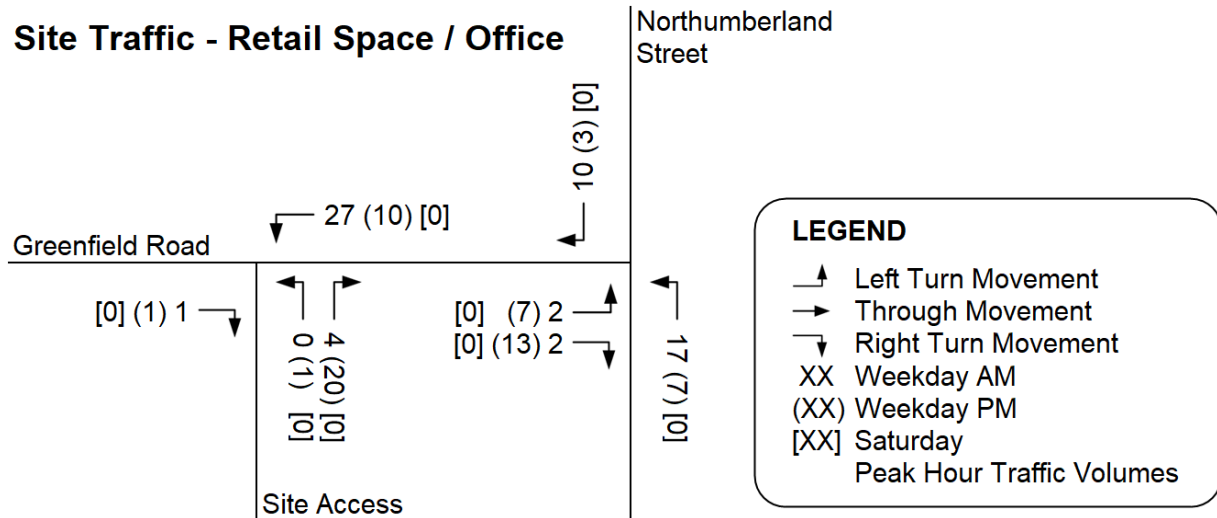 Site Traffic - Retail Space / Office
Northumberland
Street
10 (3) [0]
27 (10) [0]
Greenfield Road
[0] (1) 1
0 (1) [0]
4 (20) [0]
[0] (7) 2
[0] (13) 2
17 (7) [0]
Site Access
LEGEND
Left Turn Movement
Through Movement
Right Turn Movement
XX Weekday AM
(XX) Weekday PM
[XX] Saturday
Peak Hour Traffic Volumes